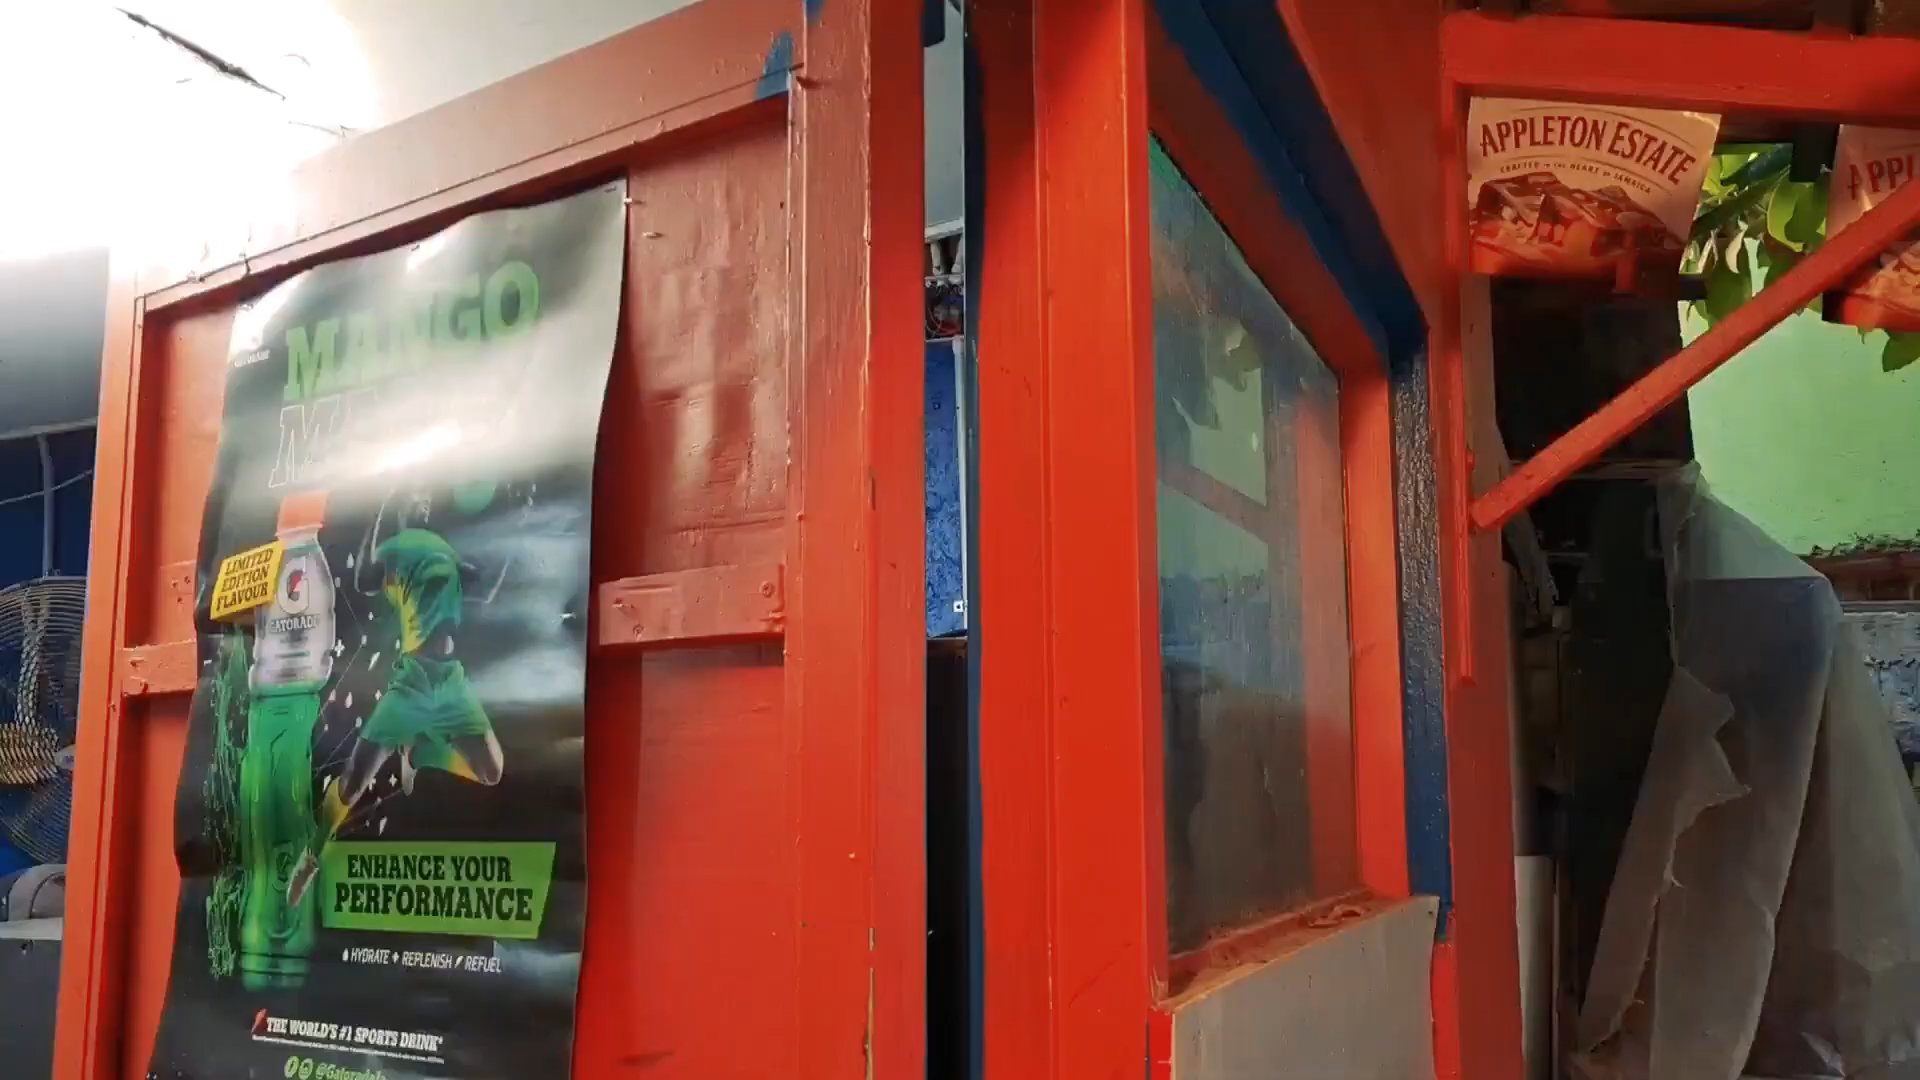 MANGO
LIMITED
EDITION
FLAVOUR
G
GATORADE
ENHANCE YOUR
PERFORMANCE
HYDRATE + REPLENISH REFUEL
THE WORLD'S #1 SPORTS DRINK*
APPLETON ESTATE
CRAFTED IN THE HEART OF JAMAICA
APPL